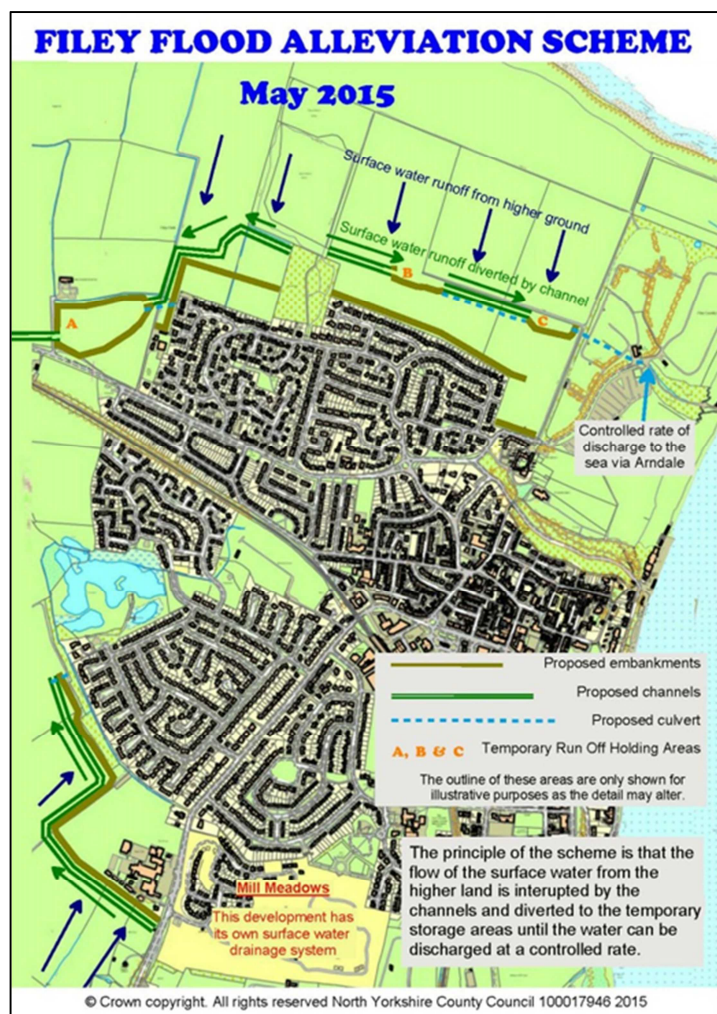 FILEY FLOOD ALLEVIATION SCHEME
May 2015
Surface water runoff from higher ground
Surface water runoff diverted by channel
A
B
C
Controlled rate of
discharge to the
sea via Arndale
Proposed embankments
Proposed channels
Proposed culvert
A, B & C Temporary Run Off Holding Areas
The outline of these areas are only shown for
illustrative purposes as the detail may alter.
The principle of the scheme is that the
flow of the surface water from the
higher land is interupted by the
channels and diverted to the temporary
storage areas until the water can be
discharged at a controlled rate.
Mill Meadows
This development has
its own surface water
drainage system
© Crown copyright. All rights reserved North Yorkshire County Council 100017946 2015